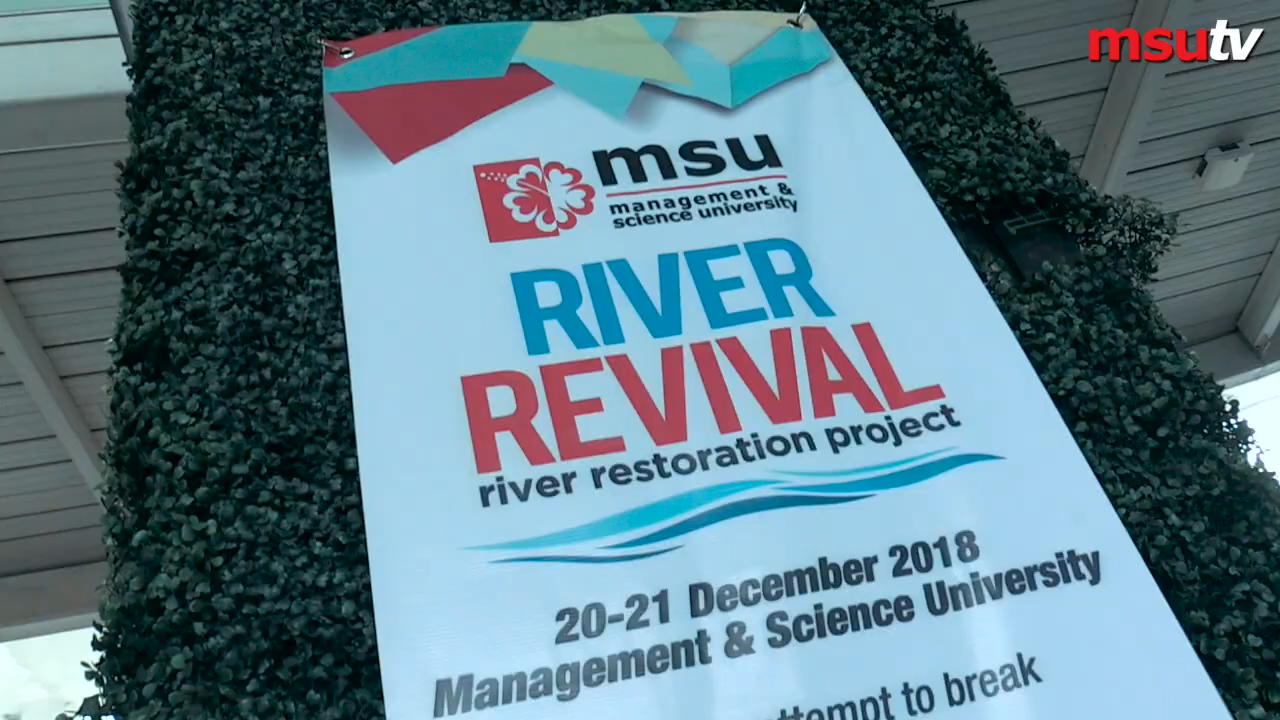 msutv
msu
management &
science university
RIVER
REVIVAL
river restoration project
20-21 December 2018
Management & Science University
attempt to break